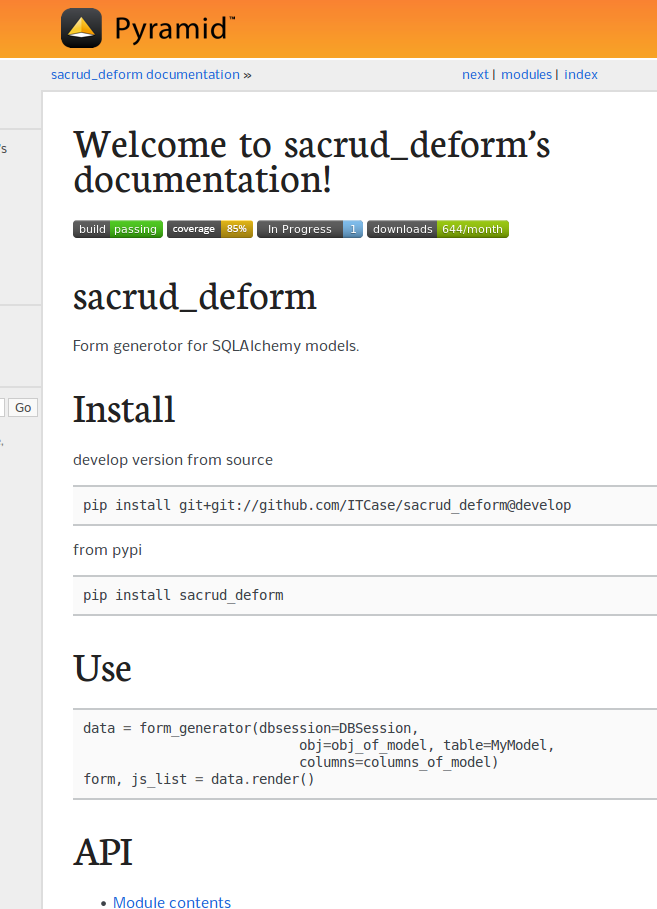 Pyramid™
sacrud_deform documentation »
next | modules | index
's
Go
e.
Welcome to sacrud_deform’s
documentation!
build passing coverage 85% In Progress 1 downloads 644/month
sacrud_deform
Form generotor for SQLAlchemy models.
Install
develop version from source
pip install git+git://github.com/ITCase/sacrud_deform@develop
from pypi
pip install sacrud_deform
Use
data = form_generator(dbsession=DBSession,
obj=obj_of_model, table=MyModel,
columns=columns_of_model)
form, js_list = data.render()
API
• Module contents